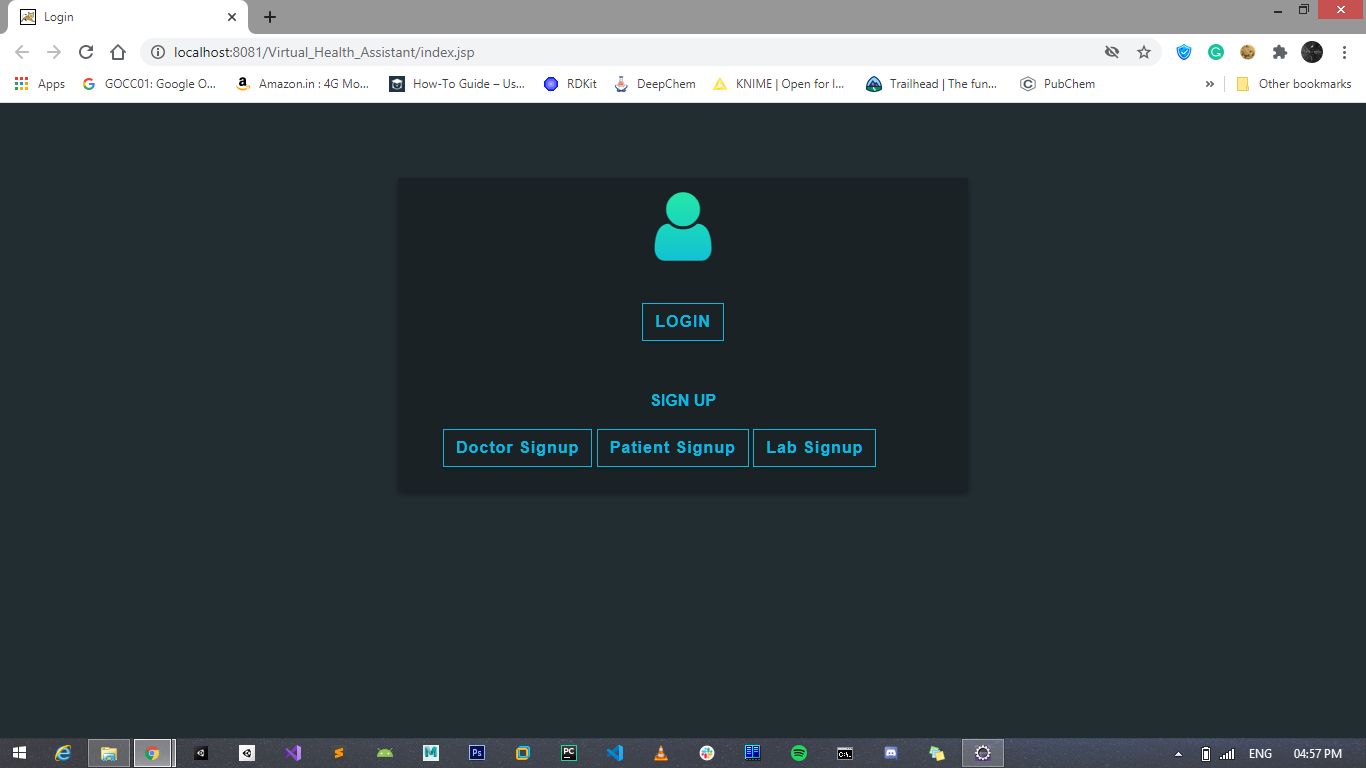 Login
localhost:8081/Virtual_Health_Assistant/index.jsp
Apps GOCC01: Google O... Amazon.in : 4G Mo... How-To Guide – Us... RDKit DeepChem KNIME | Open for I... Trailhead | The fun... PubChem » Other bookmarks
LOGIN
SIGN UP
Doctor Signup Patient Signup Lab Signup
ENG 04:57 PM